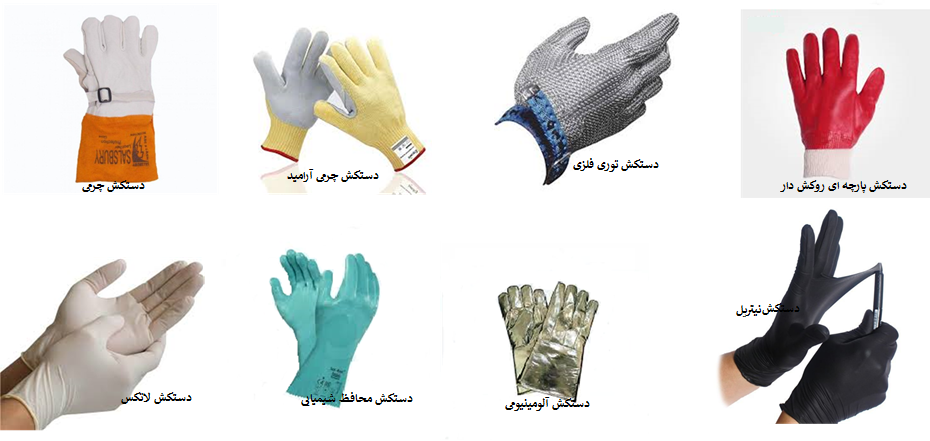 دستکش پارچه ای روکش دار
دستکش توری فلزی
دستکش چرمی آرامید
دستکش چرمی
SALISBURY
دستکش نیتریل
دستکش آلومینیومی
دستکش محافظ شیمیایی
دستکش لاتکس